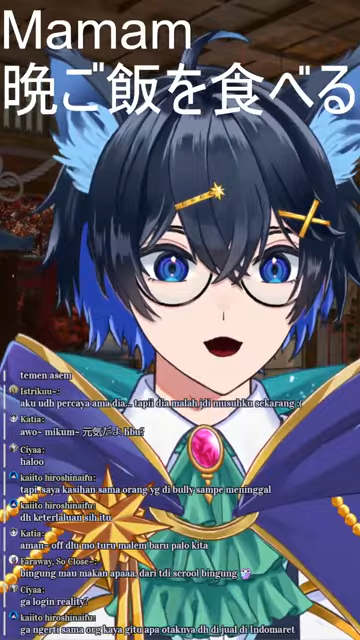 Mamam
晩ご飯を食べる
temen asem
Istrikuu~:
aku udh percaya ama dia... tapii dia malah jdi musuhku sekarang :(
Katia:
awo~ mikum~ 元気だよ hbu?
Ciyaa:
haloo
kaiito hiroshinaifu:
tapi, saya kasihan sama orang yg di bully sampe meninggal
kaiito hiroshinaifu:
dh keterlaluan sih itu
Katia:
aman~ off dlu mo turu malem baru palo kita
Faraway, So Close~:
bingung mau makan apaaa, dari tdi scrool bingung
Ciyaa:
ga login reality?
kaiito hiroshinaifu:
ga ngerti sama org kaya gitu apa otaknya dh di jual di Indomaret